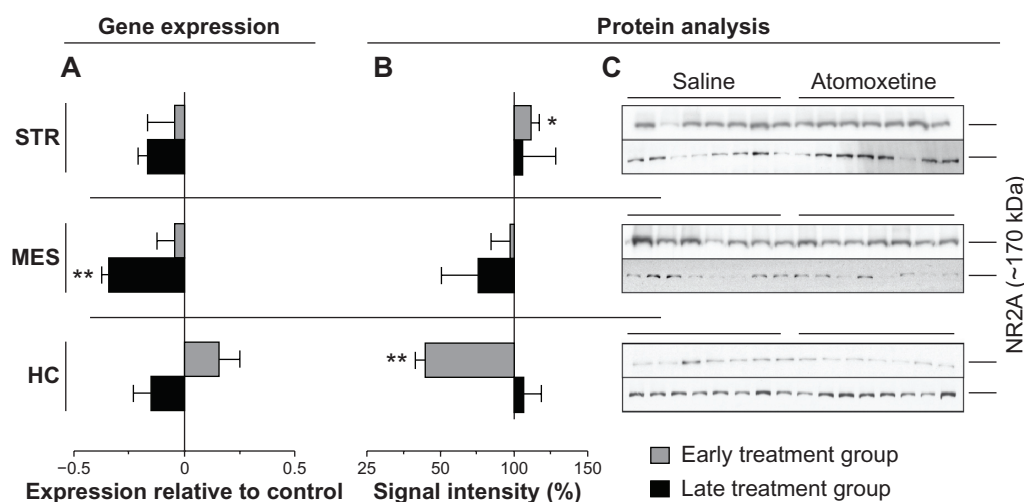 Gene expression
Protein analysis
A
B
C
Saline
Atomoxetine
STR
*
MES
**
HC
**
NR2A (~170 kDa)
−0.5
0
0.5
25
50
100
150
Expression relative to control
Signal intensity (%)
Early treatment group
Late treatment group